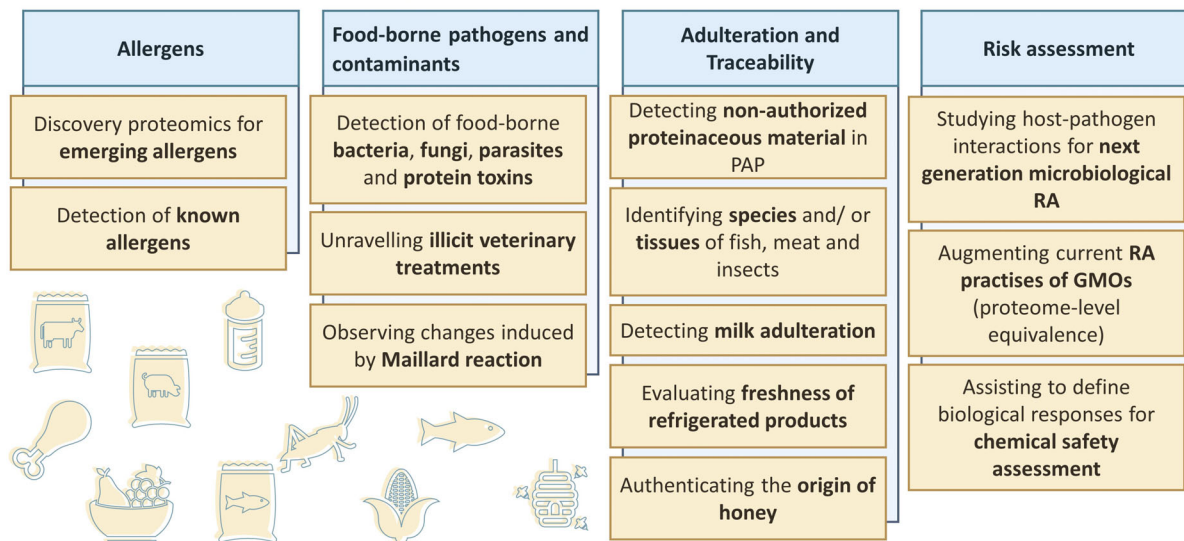 Allergens
Discovery proteomics for
emerging allergens
Detection of known
allergens
Food-borne pathogens and
contaminants
Detection of food-borne
bacteria, fungi, parasites
and protein toxins
Unravelling illicit veterinary
treatments
Observing changes induced
by Maillard reaction
Adulteration and
Traceability
Detecting non-authorized
proteinaceous material in
PAP
Identifying species and/ or
tissues of fish, meat and
insects
Detecting milk adulteration
Evaluating freshness of
refrigerated products
Authenticating the origin of
honey
Risk assessment
Studying host-pathogen
interactions for next
generation microbiological
RA
Augmenting current RA
practises of GMOs
(proteome-level
equivalence)
Assisting to define
biological responses for
chemical safety
assessment